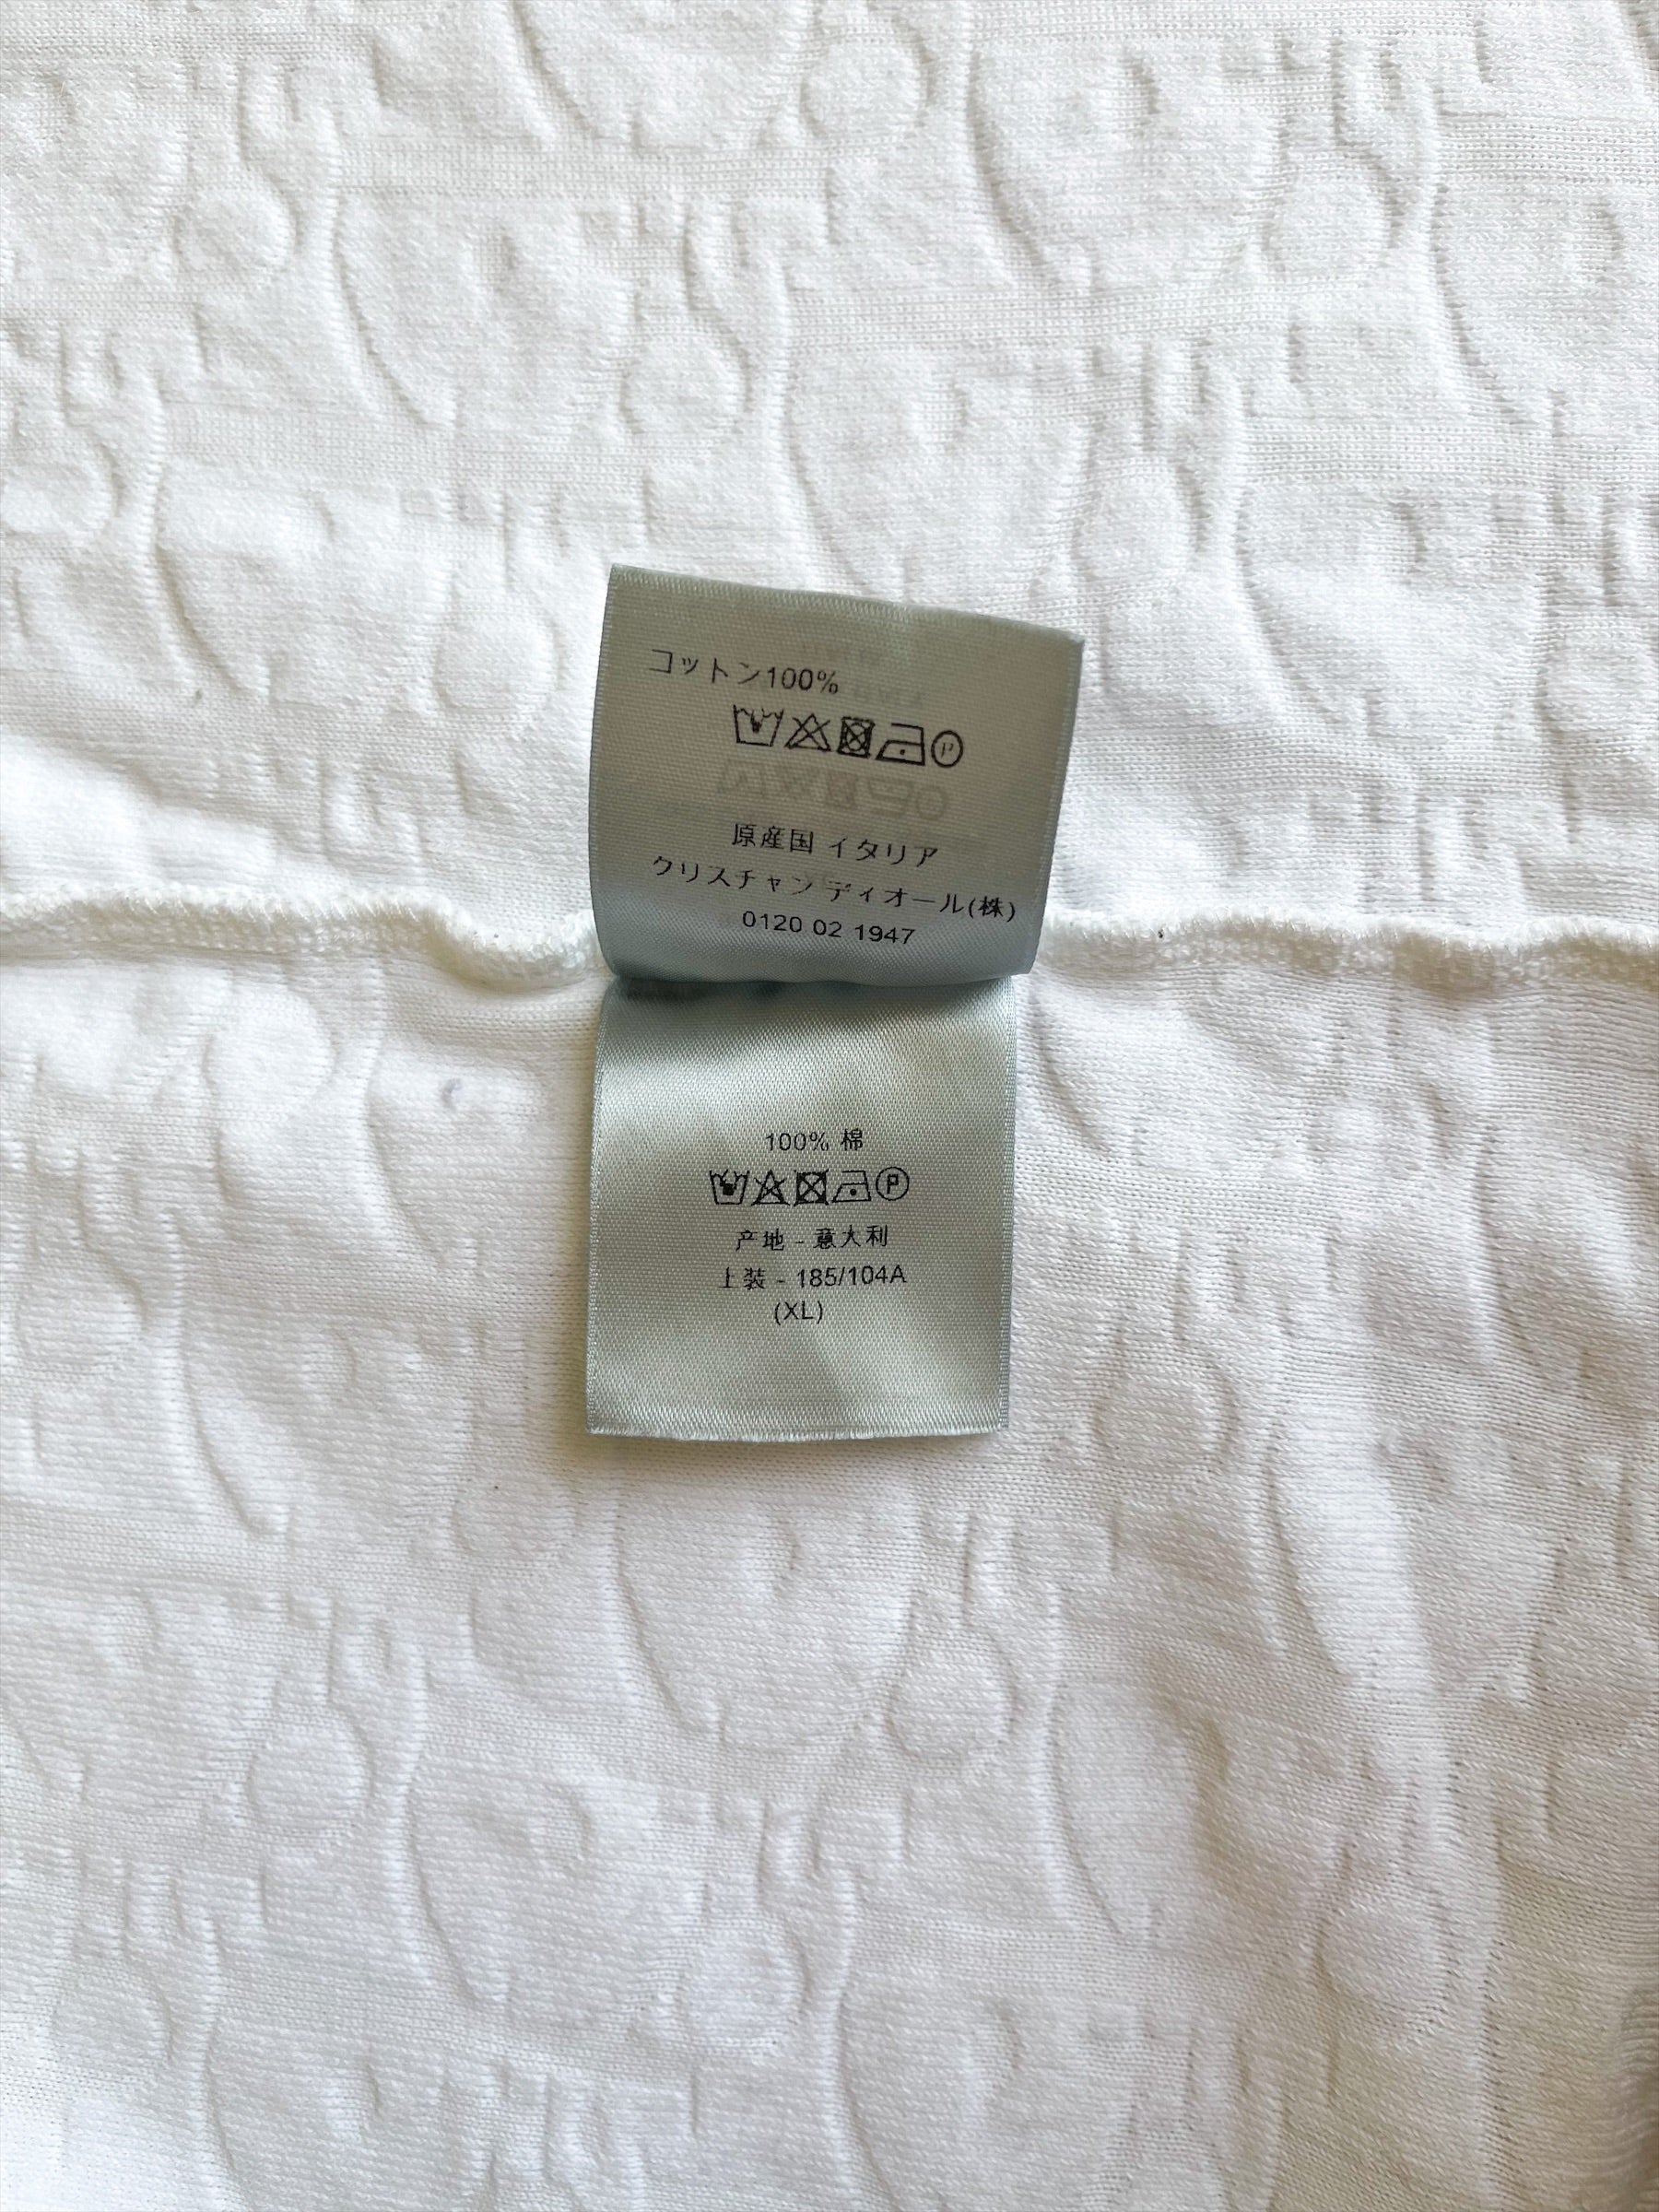 コットン100%
原産国 イタリア
クリスチャン ディオール(株)
0120 02 1947
100% 棉
产地 - 意大利
上装 - 185/104A
(XL)